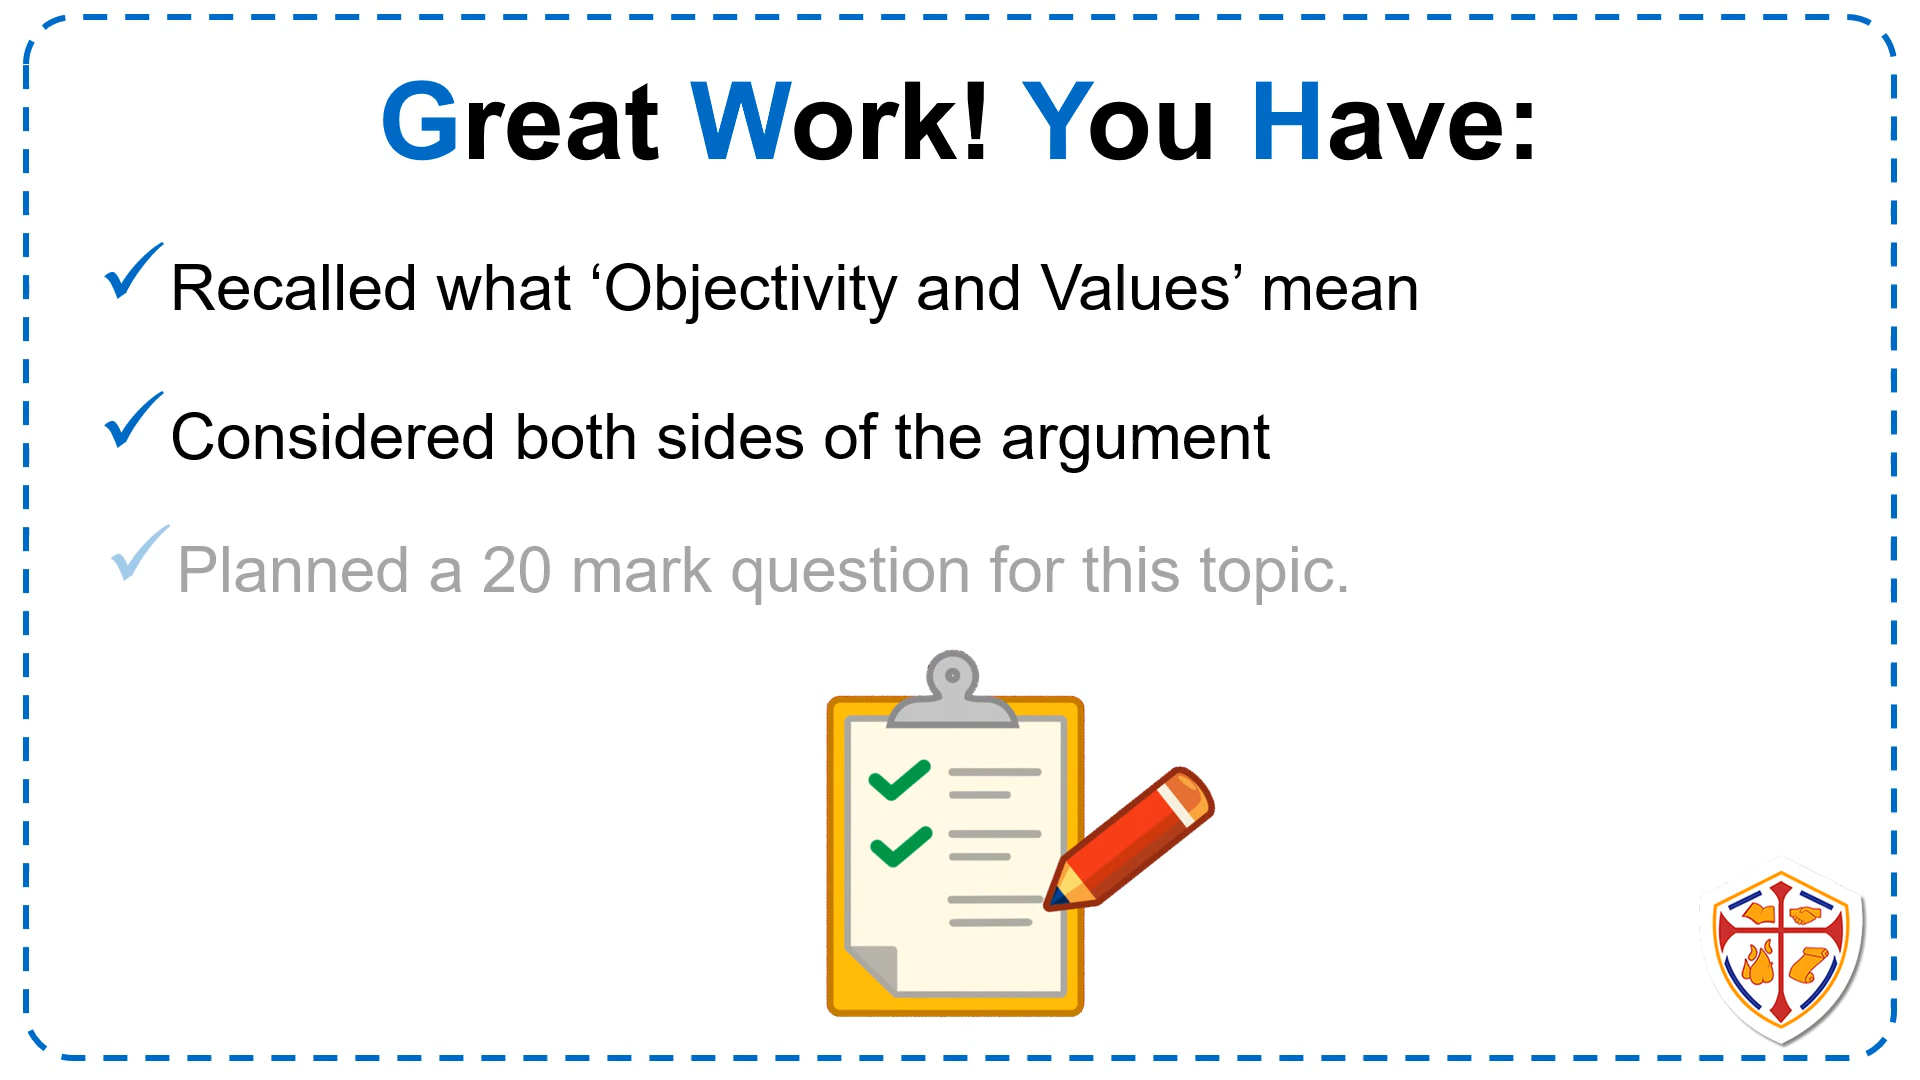 Great Work! You Have:
Recalled what ‘Objectivity and Values’ mean
Considered both sides of the argument
Planned a 20 mark question for this topic.